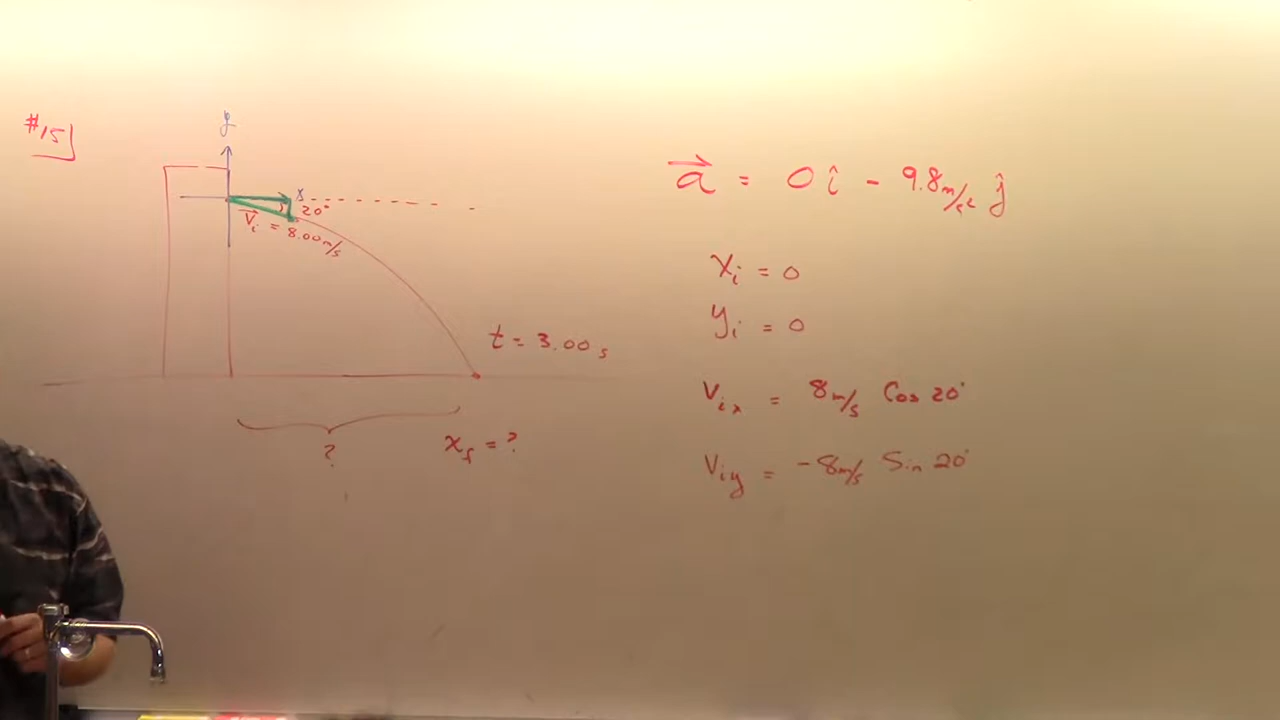 #15]
y
x
20°
V⃗i = 8.00 m/s
t = 3.00 s
?
xf = ?
a⃗ = 0 î - 9.8 m/s² ĵ
xi = 0
yi = 0
Vix = 8 m/s Cos 20°
Viy = -8 m/s Sin 20°